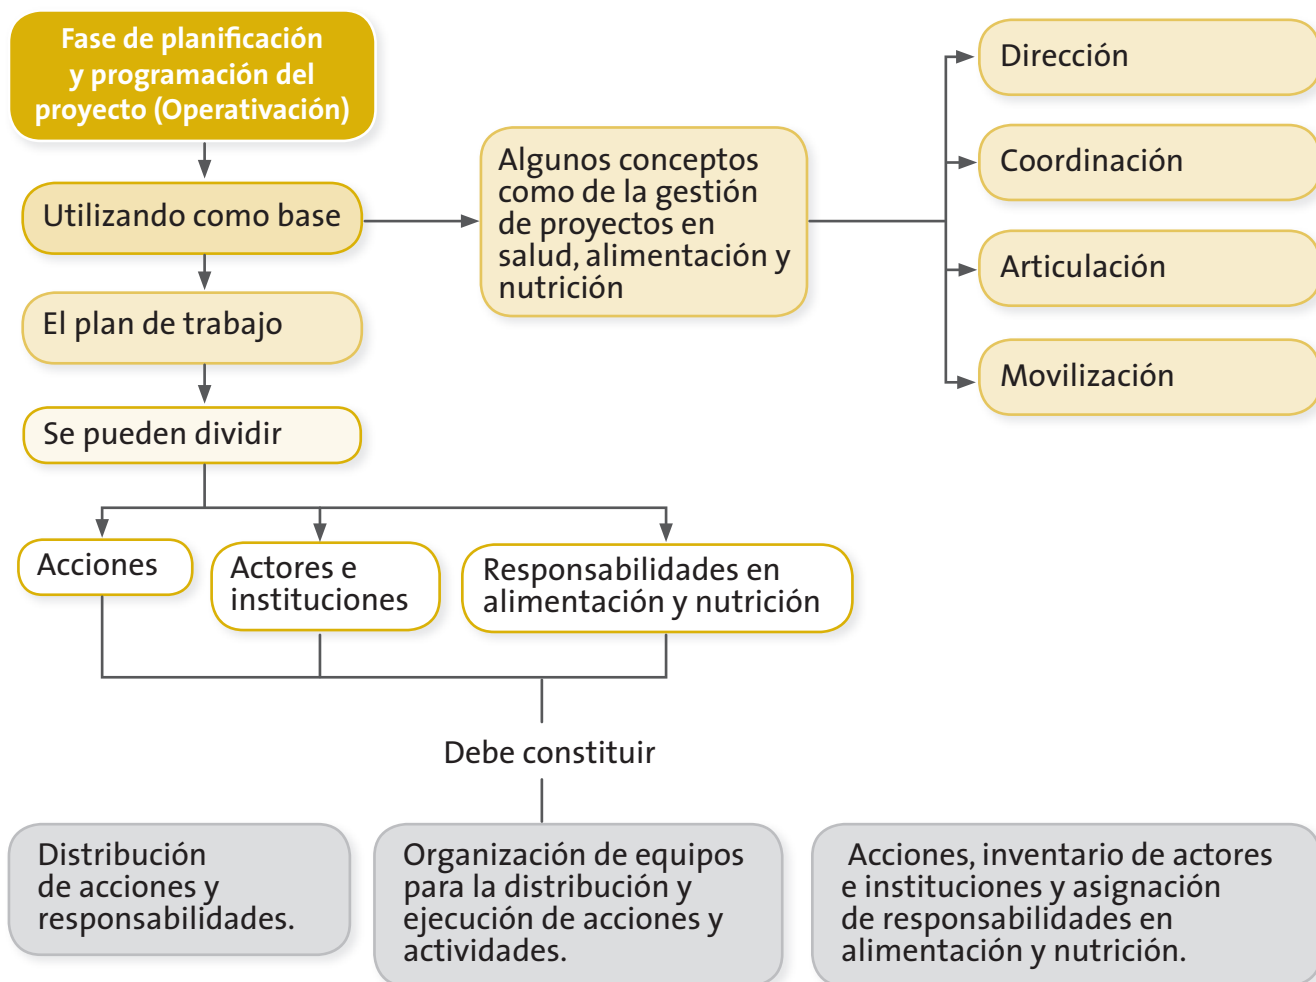 Fase de planificación
y programación del
proyecto (Operativación)
Utilizando como base
El plan de trabajo
Se pueden dividir
Algunos conceptos
como de la gestión
de proyectos en
salud, alimentación y
nutrición
Dirección
Coordinación
Articulación
Movilización
Acciones
Actores e
instituciones
Responsabilidades en
alimentación y nutrición
Debe constituir
Distribución
de acciones y
responsabilidades.
Organización de equipos
para la distribución y
ejecución de acciones y
actividades.
Acciones, inventario de actores
e instituciones y asignación
de responsabilidades en
alimentación y nutrición.